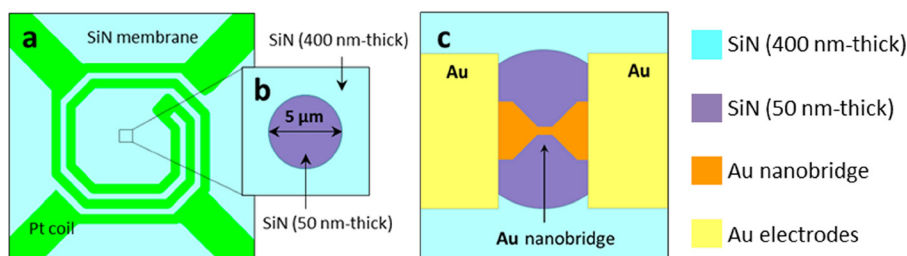 a
SiN membrane
Pt coil
SiN (400 nm-thick)
b
5 µm
SiN (50 nm-thick)
c
Au
Au
Au nanobridge
SiN (400 nm-thick)
SiN (50 nm-thick)
Au nanobridge
Au electrodes